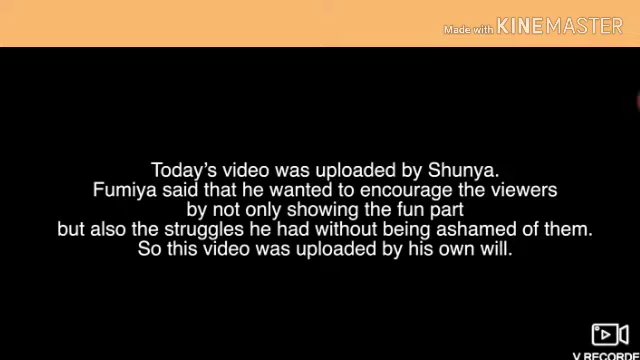 Made with KINEMASTER
Today's video was uploaded by Shunya.
Fumiya said that he wanted to encourage the viewers
by not only showing the fun part
but also the struggles he had without being ashamed of them.
So this video was uploaded by his own will.
V RECORDE